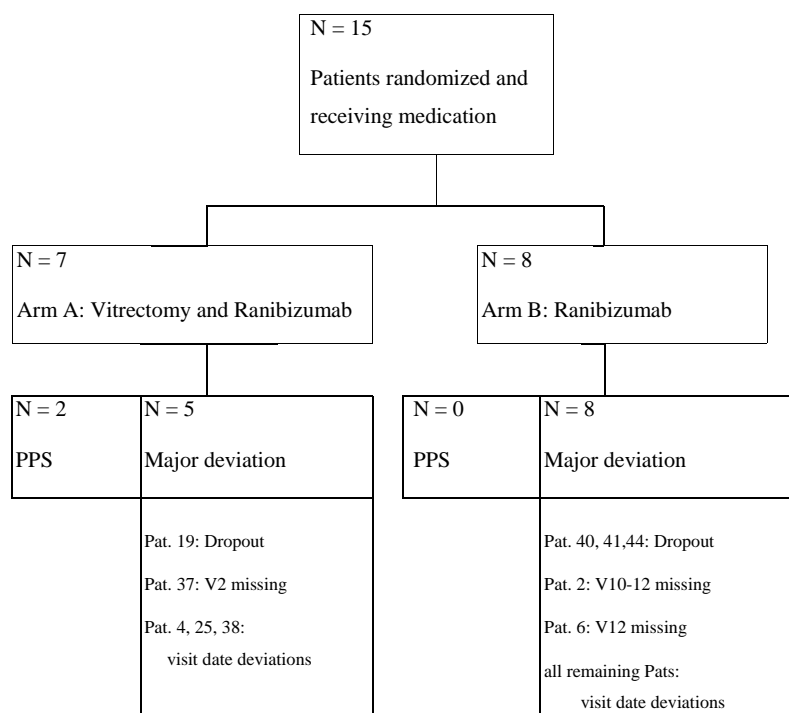 N = 15
Patients randomized and
receiving medication
N = 7
Arm A: Vitrectomy and Ranibizumab
N = 8
Arm B: Ranibizumab
N = 2
PPS
N = 5
Major deviation
Pat. 19: Dropout
Pat. 37: V2 missing
Pat. 4, 25, 38:
visit date deviations
N = 0
PPS
N = 8
Major deviation
Pat. 40, 41,44: Dropout
Pat. 2: V10-12 missing
Pat. 6: V12 missing
all remaining Pats:
visit date deviations